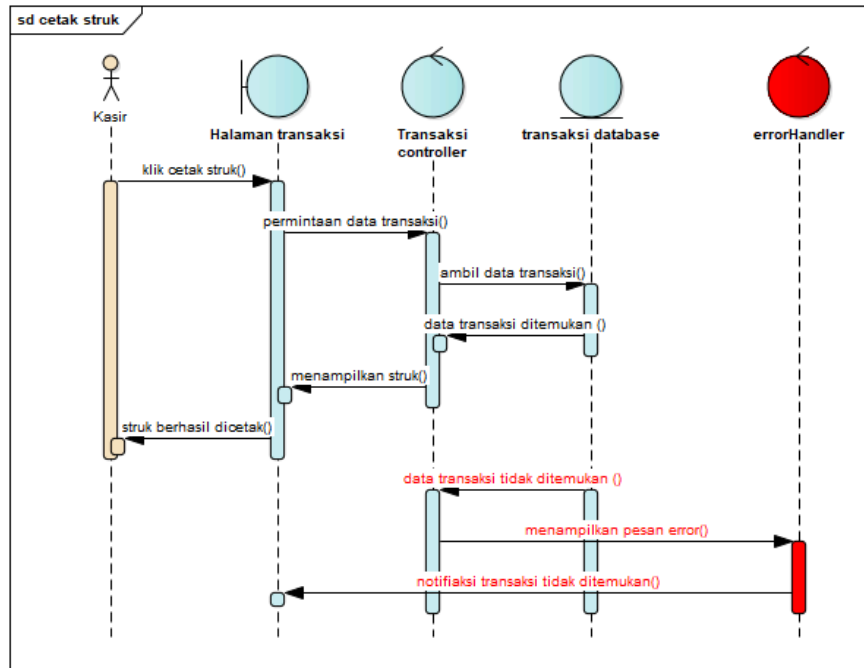 sd cetak struk
Kasir
Halaman transaksi
Transaksi
controller
transaksi database
errorHandler
klik cetak struk()
permintaan data transaksi()
ambil data transaksi()
data transaksi ditemukan ()
menampilkan struk()
struk berhasil dicetak()
data transaksi tidak ditemukan ()
menampilkan pesan error()
notifiaksi transaksi tidak ditemukan()